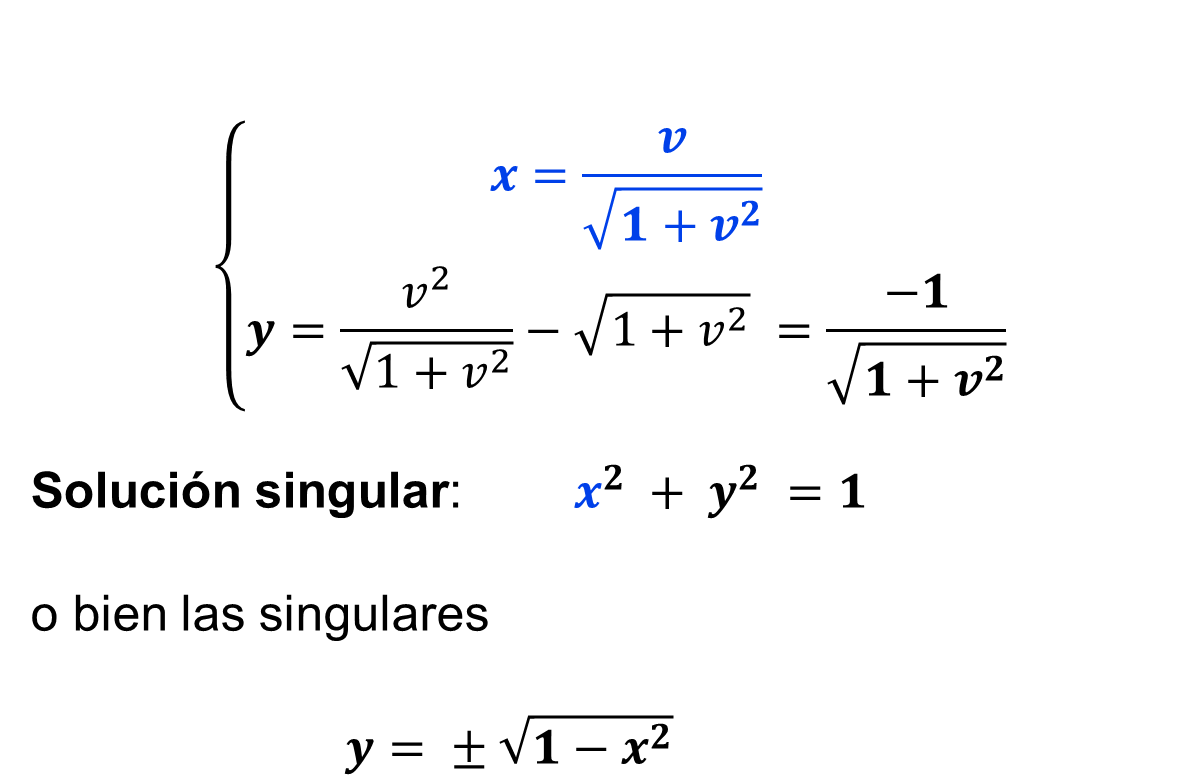 x = v / √(1 + v²)
y = v² / √(1 + v²) − √(1 + v²) = −1 / √(1 + v²)
Solución singular: x² + y² = 1
o bien las singulares
y = ± √(1 − x²)